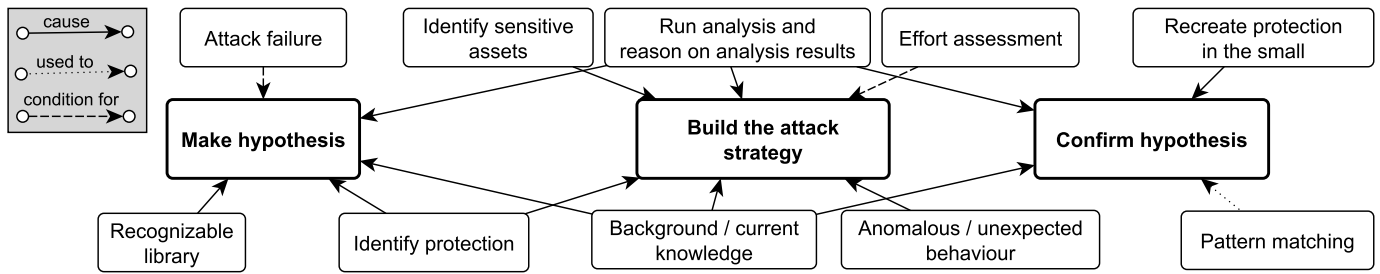 cause
used to
condition for
Attack failure
Identify sensitive
assets
Run analysis and
reason on analysis results
Effort assessment
Recreate protection
in the small
Make hypothesis
Build the attack
strategy
Confirm hypothesis
Recognizable
library
Identify protection
Background / current
knowledge
Anomalous / unexpected
behaviour
Pattern matching